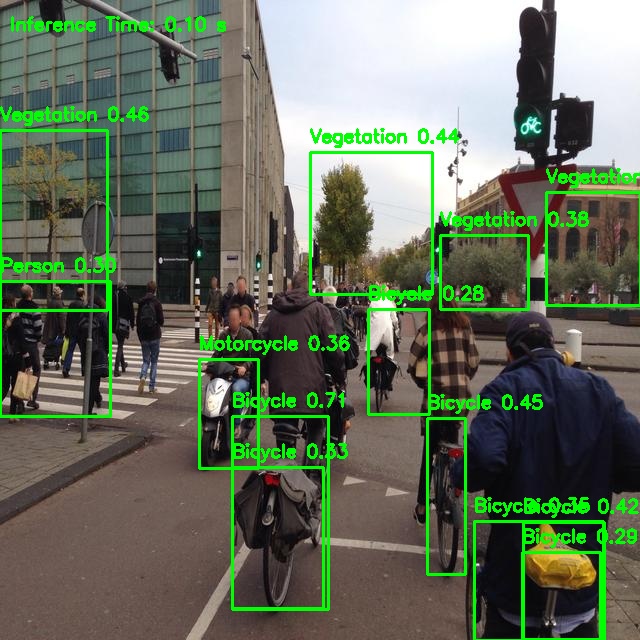 Inference Time: 0.10 s
Vegetation 0.46
Vegetation 0.44
Vegetation
Vegetation 0.38
Person 0.39
Bicycle 0.28
Motorcycle 0.36
Bicycle 0.71
Bicycle 0.45
Bicycle 0.33
Bicycle 0.35
Bicycle 0.42
Bicycle 0.29